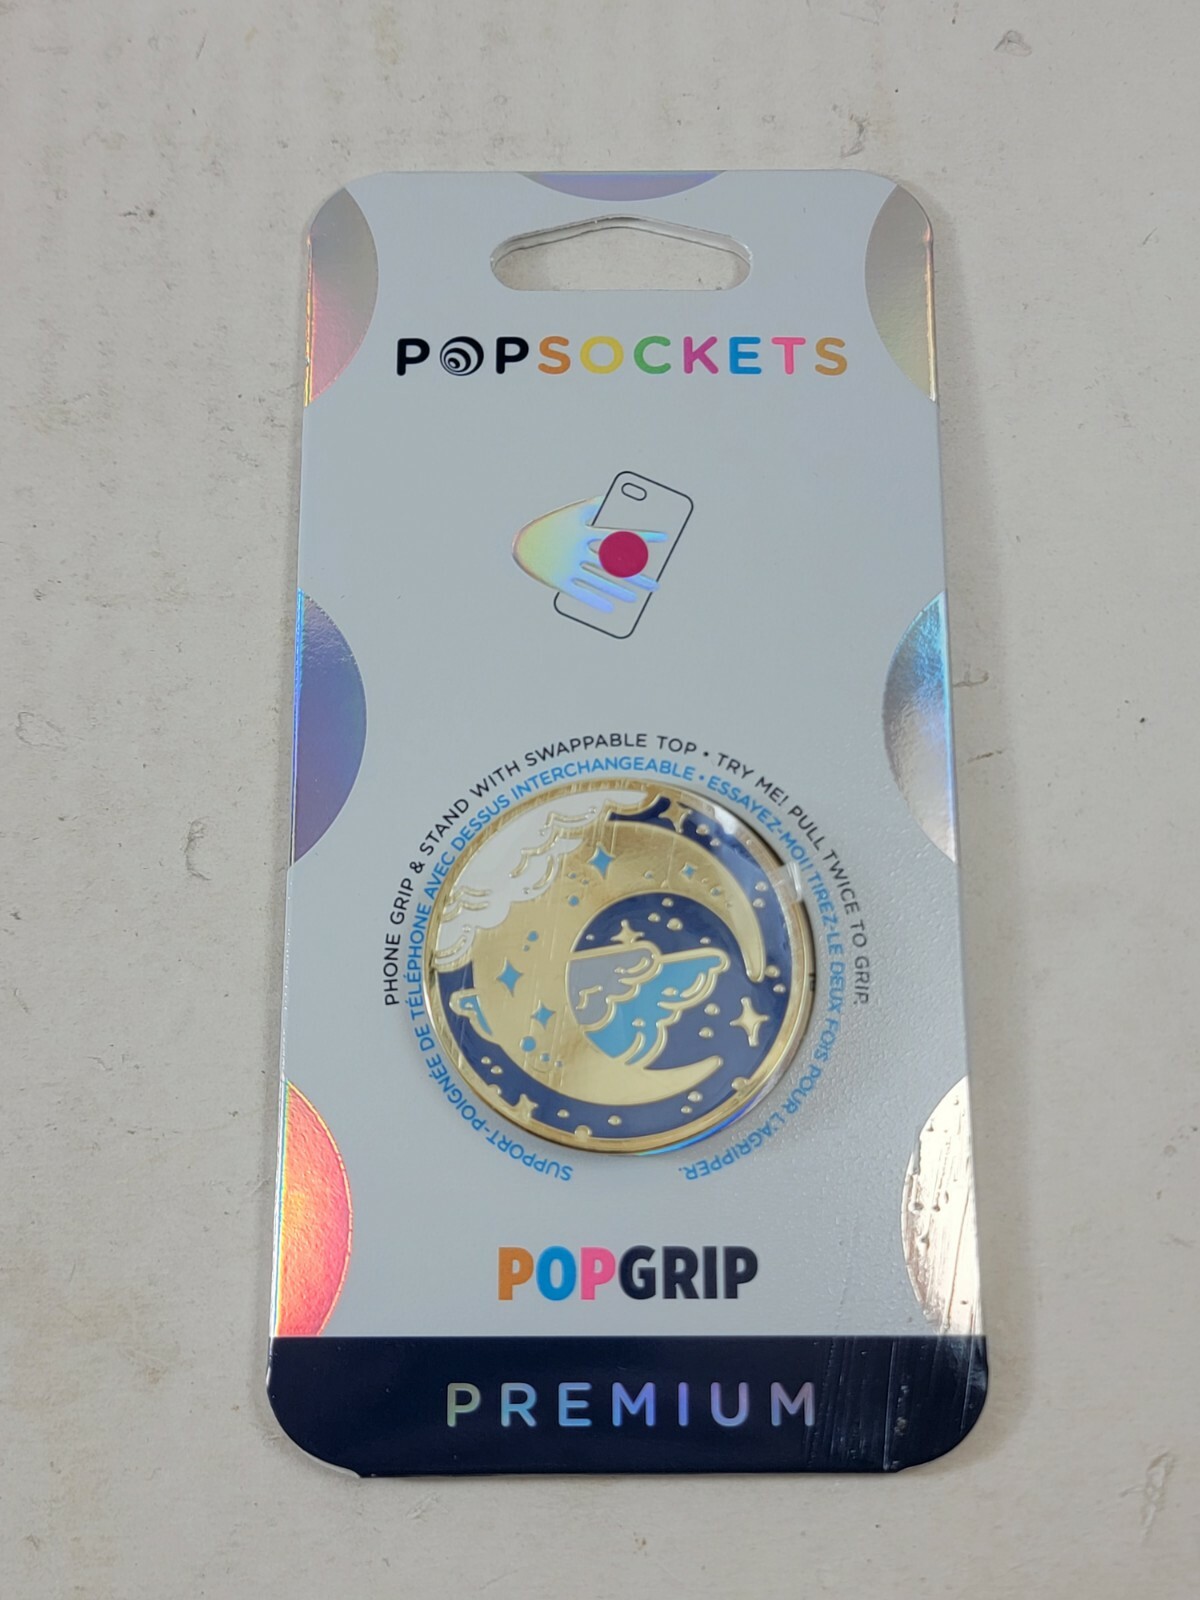 POPSOCKETS
PHONE GRIP & STAND WITH SWAPPABLE TOP • TRY ME! PULL TWICE TO GRIP.
SUPPORT-POIGNÉE DE TÉLÉPHONE AVEC DESSUS INTERCHANGEABLE • ESSAYEZ-MOI! TIREZ-LE DEUX FOIS POUR L'AGRIPPER.
POPGRIP
PREMIUM